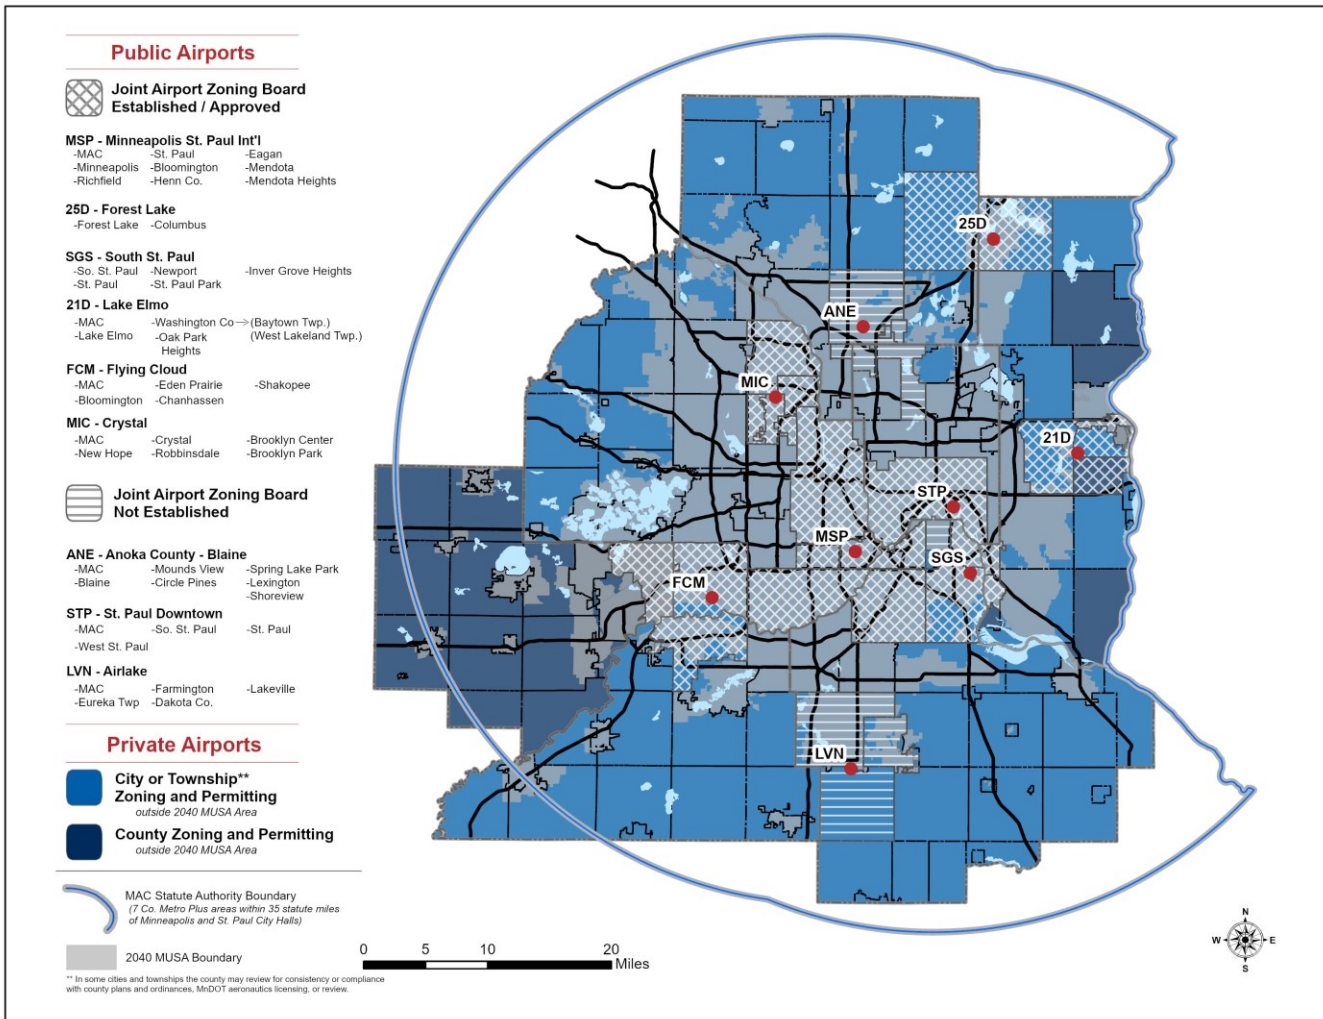 Public Airports
Joint Airport Zoning Board
Established / Approved
MSP - Minneapolis St. Paul Int'l
-MAC -St. Paul -Eagan
-Minneapolis -Bloomington -Mendota
-Richfield -Henn Co. -Mendota Heights
25D - Forest Lake
-Forest Lake -Columbus
SGS - South St. Paul
-So. St. Paul -Newport -Inver Grove Heights
-St. Paul -St. Paul Park
21D - Lake Elmo
-MAC -Washington Co→(Baytown Twp.)
-Lake Elmo -Oak Park (West Lakeland Twp.)
Heights
FCM - Flying Cloud
-MAC -Eden Prairie -Shakopee
-Bloomington -Chanhassen
MIC - Crystal
-MAC -Crystal -Brooklyn Center
-New Hope -Robbinsdale -Brooklyn Park
Joint Airport Zoning Board
Not Established
ANE - Anoka County - Blaine
-MAC -Mounds View -Spring Lake Park
-Blaine -Circle Pines -Lexington
-Shoreview
STP - St. Paul Downtown
-MAC -So. St. Paul -St. Paul
-West St. Paul
LVN - Airlake
-MAC -Farmington -Lakeville
-Eureka Twp -Dakota Co.
Private Airports
City or Township**
Zoning and Permitting
outside 2040 MUSA Area
County Zoning and Permitting
outside 2040 MUSA Area
MAC Statute Authority Boundary
(7 Co. Metro Plus areas within 35 statute miles
of Minneapolis and St. Paul City Halls)
2040 MUSA Boundary
** In some cities and townships the county may review for consistency or compliance
with county plans and ordinances, MnDOT aeronautics licensing, or review.
25D
ANE
MIC
21D
STP
MSP
SGS
FCM
LVN
0 5 10 20
Miles
N
W E
S